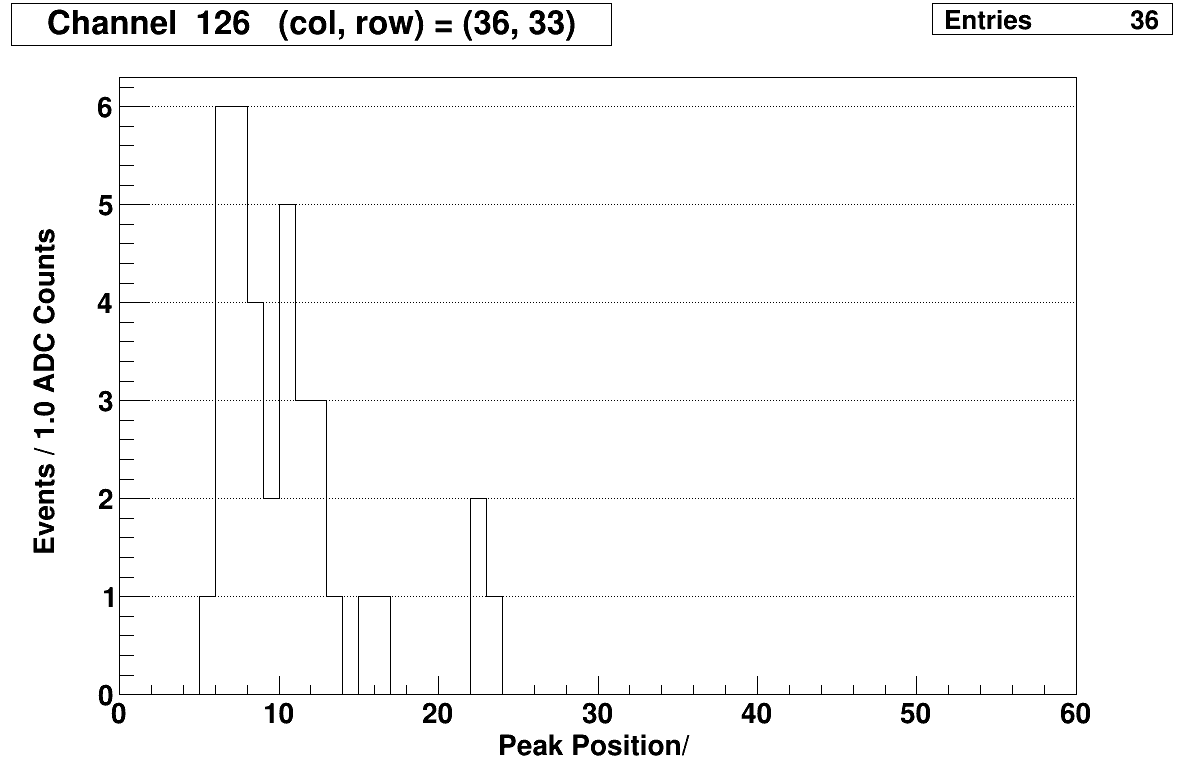 Channel 126 (col, row) = (36, 33)
Entries 36
6
5
4
3
2
1
0
Events / 1.0 ADC Counts
0 10 20 30 40 50 60
Peak Position/